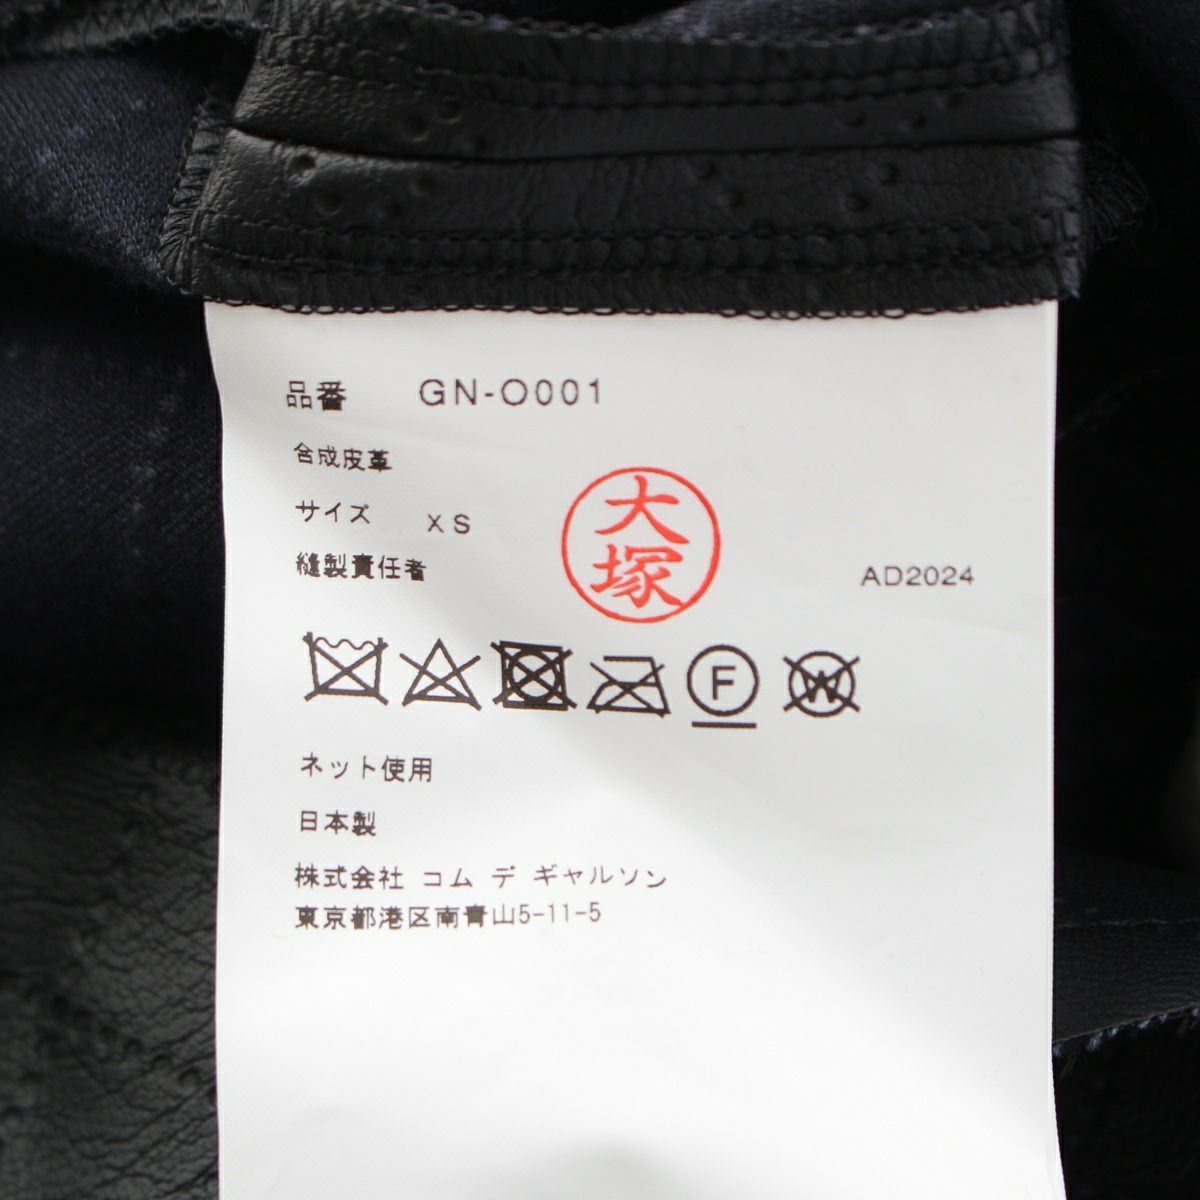 品番 GN-O001
合成皮革
サイズ XS
大塚
縫製責任者
AD2024
F
W
ネット使用
日本製
株式会社 コム デ ギャルソン
東京都港区南青山5-11-5